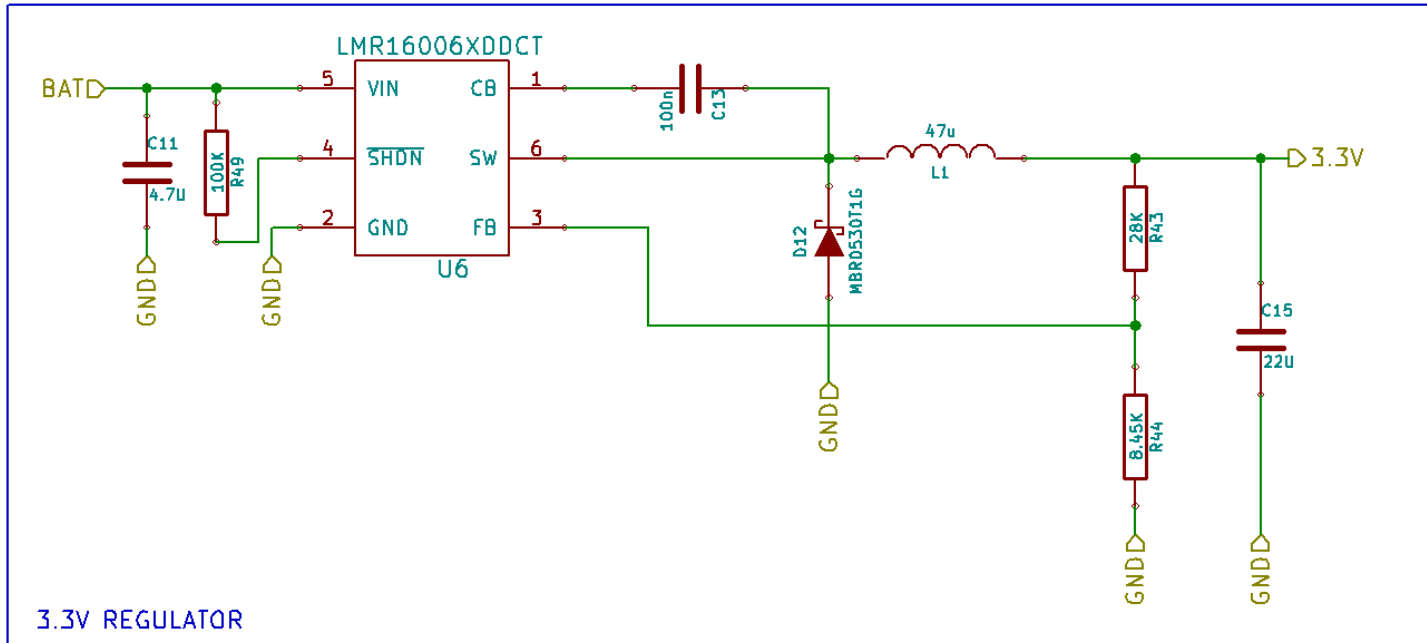 LMR16006XDDCT
BAT
5
VIN
CB
1
100n
C13
C11
4.7U
100K
R49
4
SHDN
SW
6
47u
L1
3.3V
2
GND
FB
3
U6
D12
MBR0530T1G
28K
R43
C15
22U
8.45K
R44
GND
GND
GND
GND
GND
3.3V REGULATOR